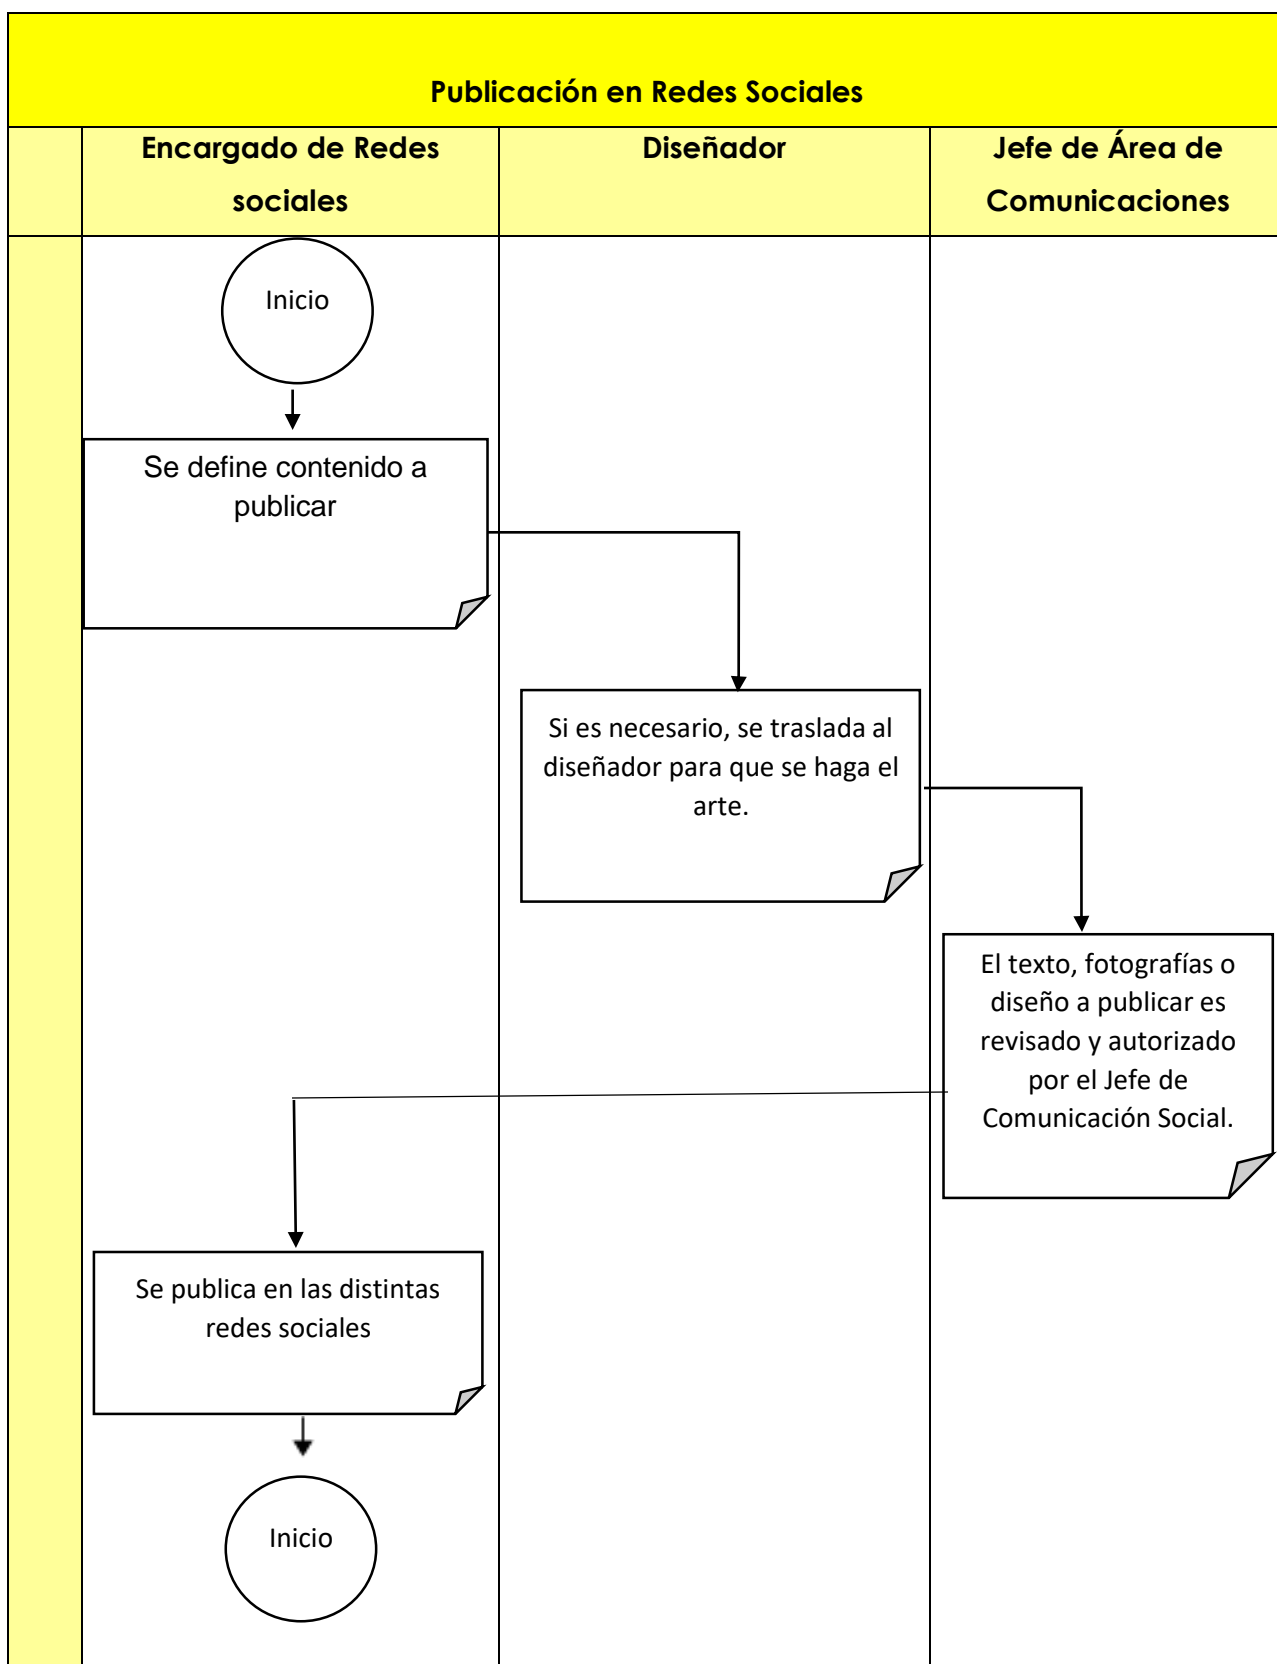 Publicación en Redes Sociales
Encargado de Redes
sociales
Diseñador
Jefe de Área de
Comunicaciones
Inicio
Se define contenido a
publicar
Si es necesario, se traslada al
diseñador para que se haga el
arte.
El texto, fotografías o
diseño a publicar es
revisado y autorizado
por el Jefe de
Comunicación Social.
Se publica en las distintas
redes sociales
Inicio